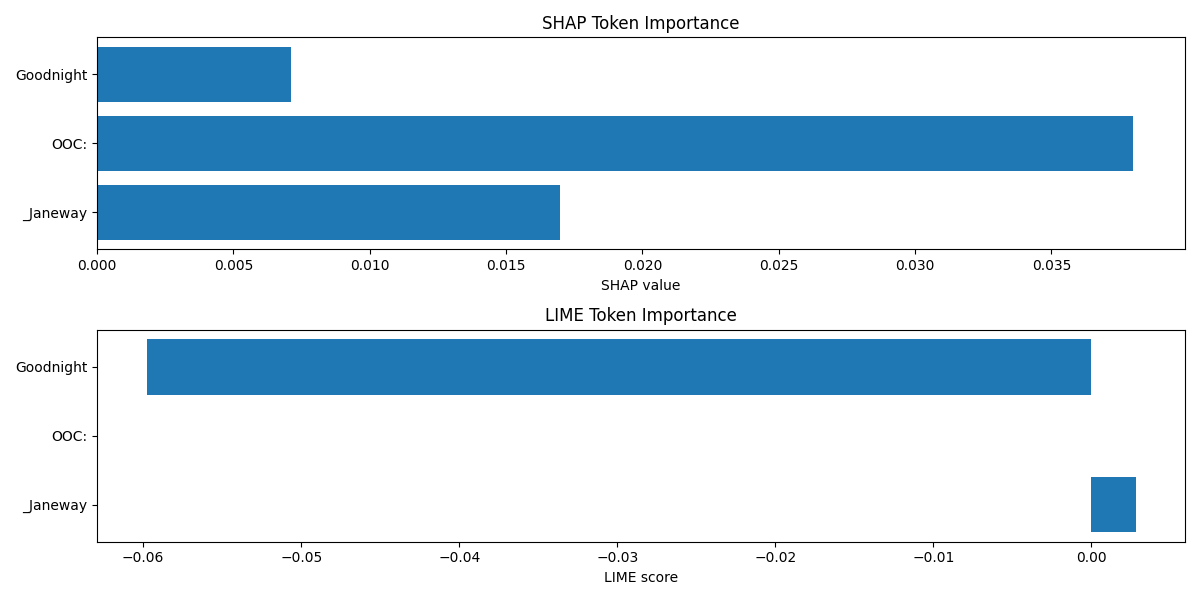 SHAP Token Importance
Goodnight
OOC:
_Janeway
0.000 0.005 0.010 0.015 0.020 0.025 0.030 0.035
SHAP value
LIME Token Importance
Goodnight
OOC:
_Janeway
−0.06 −0.05 −0.04 −0.03 −0.02 −0.01 0.00
LIME score